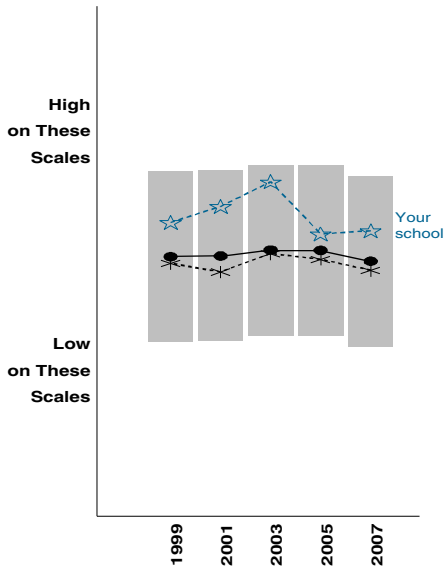 High
on These
Scales
Your
school
Low
on These
Scales
1999
2001
2003
2005
2007